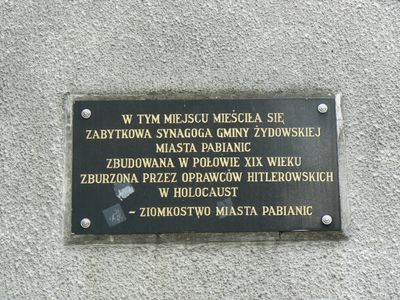 W TYM MIEJSCU MIEŚCIŁA SIĘ
ZABYTKOWA SYNAGOGA GMINY ŻYDOWSKIEJ
MIASTA PABIANIC
ZBUDOWANA W POŁOWIE XIX WIEKU
ZBURZONA PRZEZ OPRAWCÓW HITLEROWSKICH
W HOLOCAUST
– ZIOMKOSTWO MIASTA PABIANIC